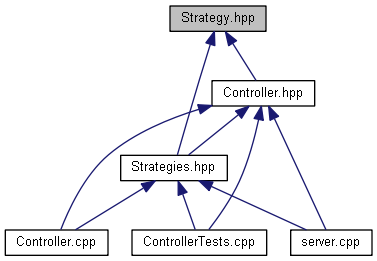 Strategy.hpp
Controller.hpp
Strategies.hpp
Controller.cpp
ControllerTests.cpp
server.cpp